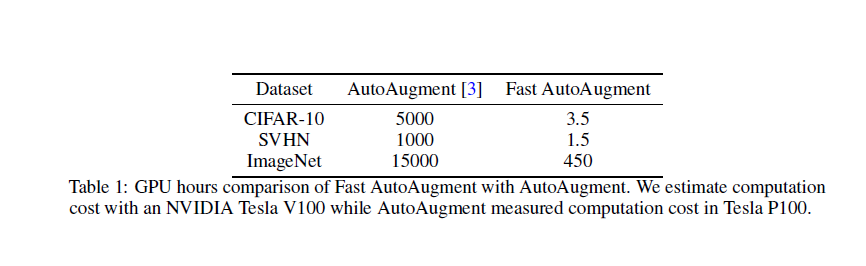 Dataset AutoAugment [3] Fast AutoAugment
CIFAR-10 5000 3.5
SVHN 1000 1.5
ImageNet 15000 450
Table 1: GPU hours comparison of Fast AutoAugment with AutoAugment. We estimate computation
cost with an NVIDIA Tesla V100 while AutoAugment measured computation cost in Tesla P100.